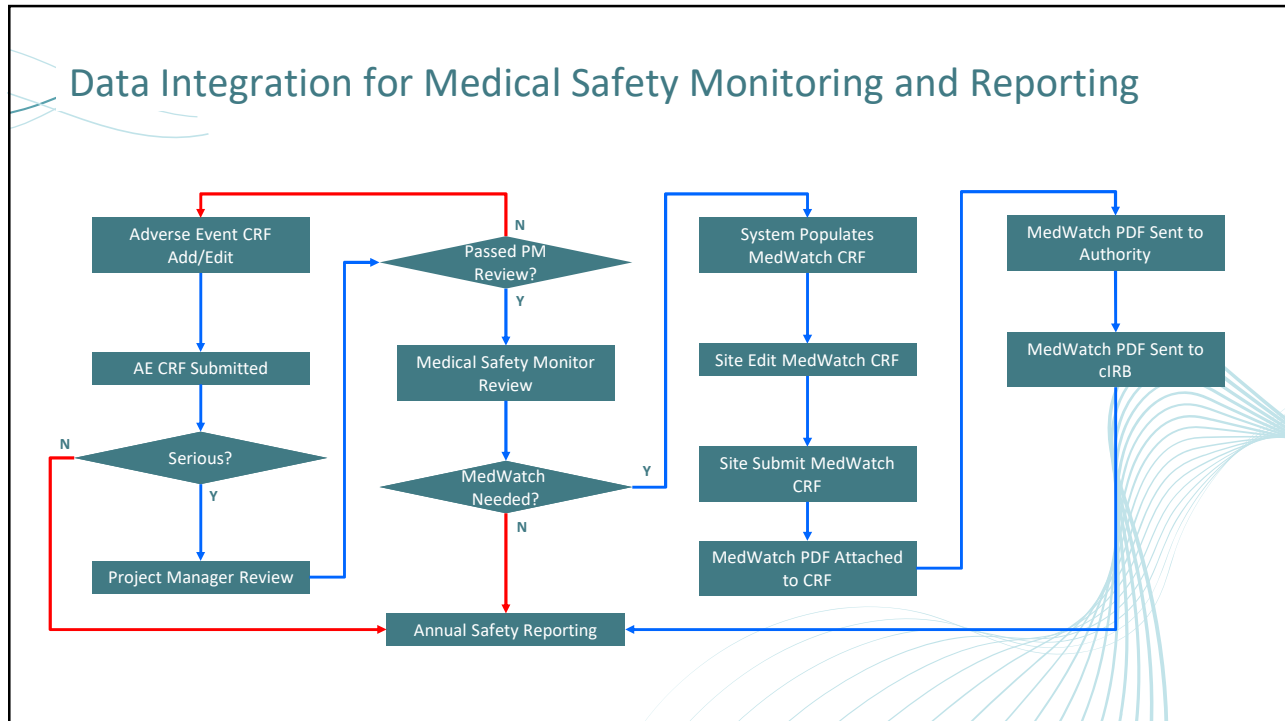 Data Integration for Medical Safety Monitoring and Reporting
Adverse Event CRF
Add/Edit
AE CRF Submitted
N
Serious?
Y
Project Manager Review
N
Passed PM
Review?
Y
Medical Safety Monitor
Review
MedWatch
Needed?
Y
N
Annual Safety Reporting
System Populates
MedWatch CRF
Site Edit MedWatch CRF
Site Submit MedWatch
CRF
MedWatch PDF Attached
to CRF
MedWatch PDF Sent to
Authority
MedWatch PDF Sent to
cIRB